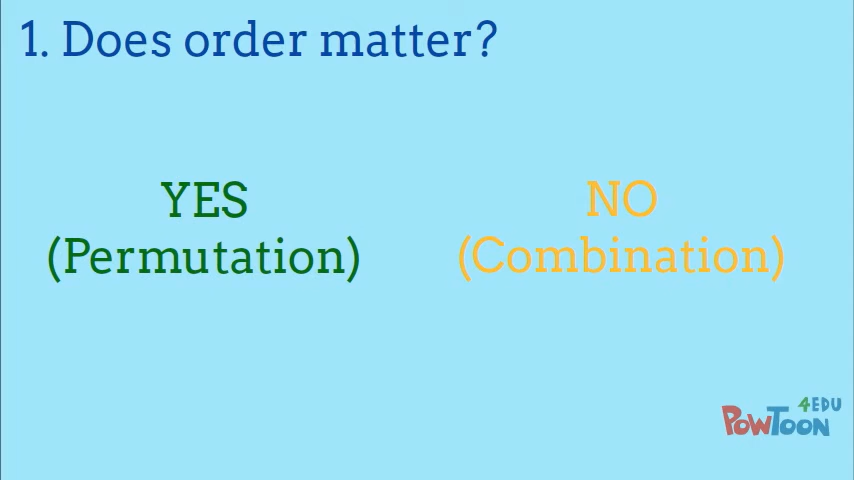 1. Does order matter?
YES
(Permutation)
NO
(Combination)
4EDU
POWTOON